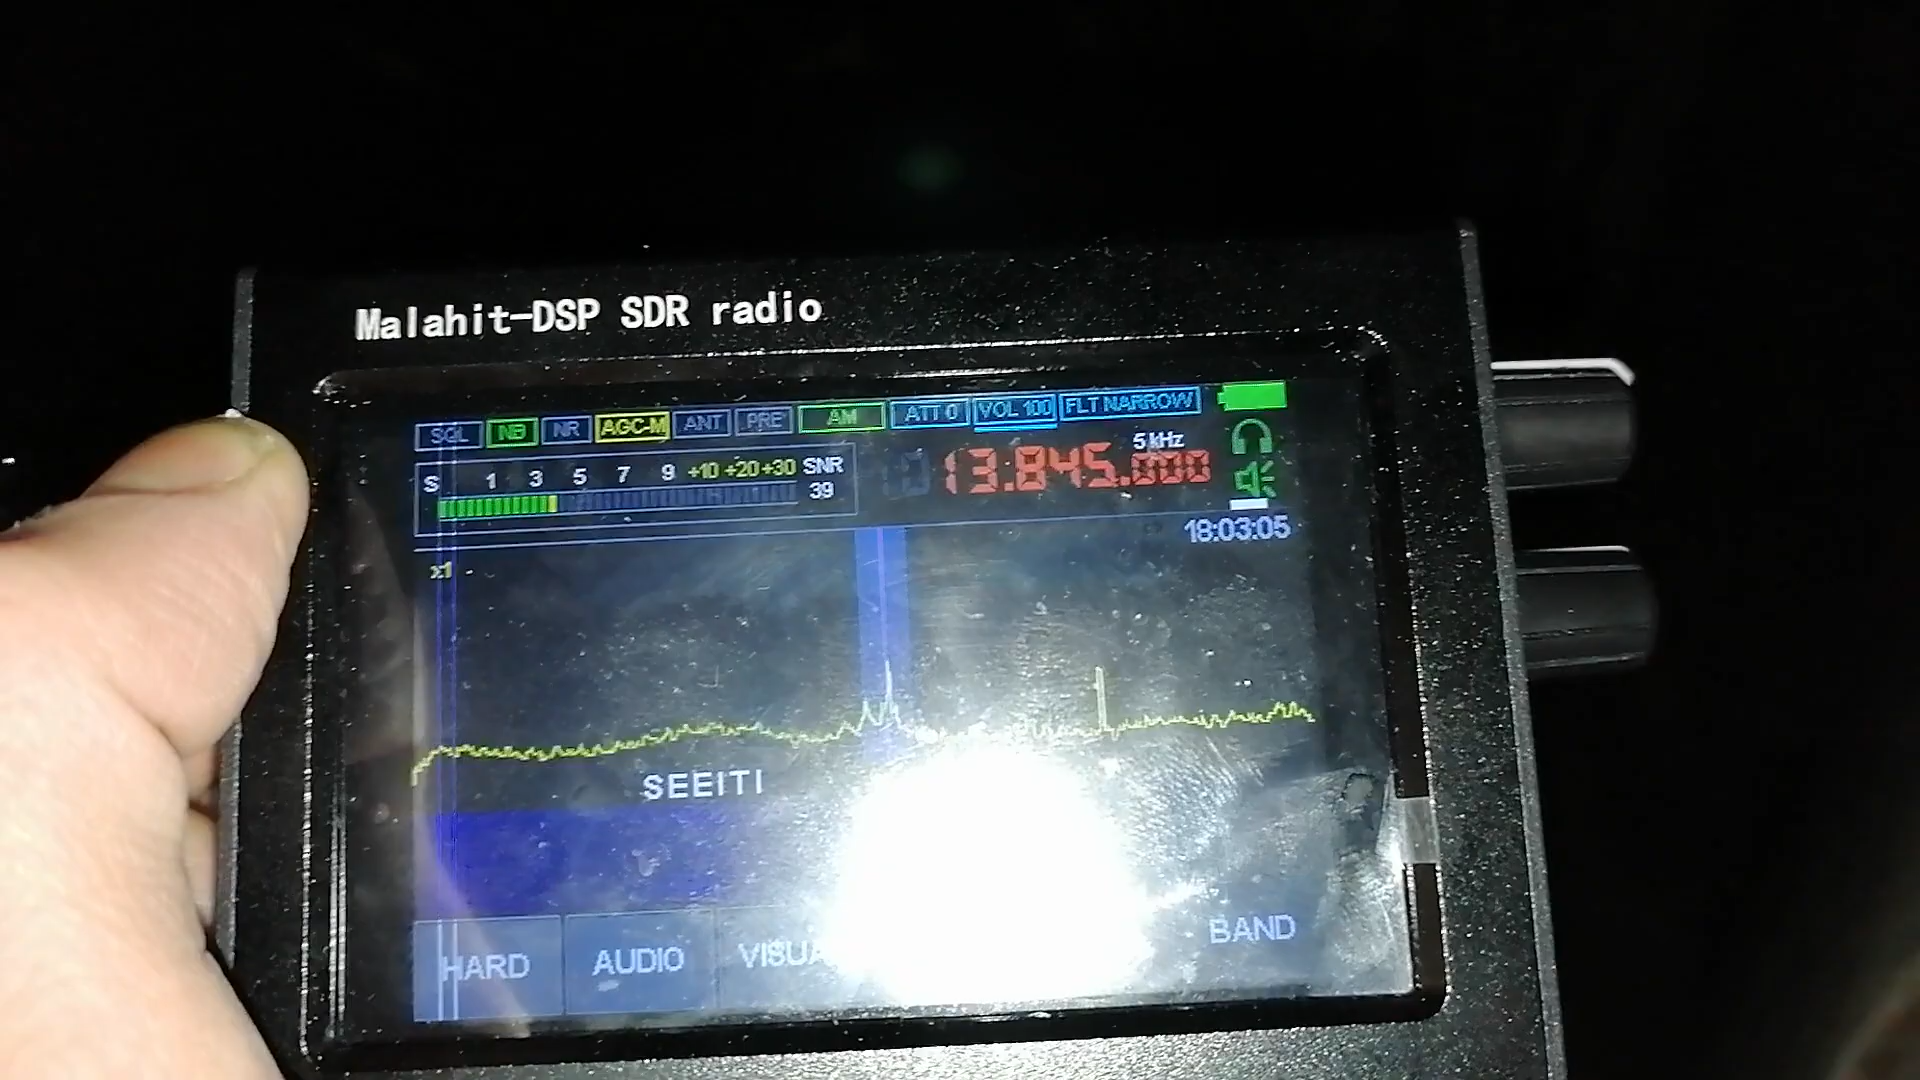 Malahit-DSP SDR radio
SQL NB NR AGC-M ANT PRE AM ATT 0 VOL 100 FLT NARROW
S 1 3 5 7 9 +10 +20 +30 SNR
39
5 kHz
13.845.000
18:03:05
x1
SEEITI
HARD AUDIO BAND